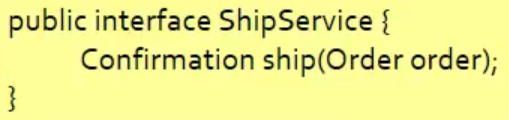 public interface ShipService {
Confirmation ship(Order order);
}